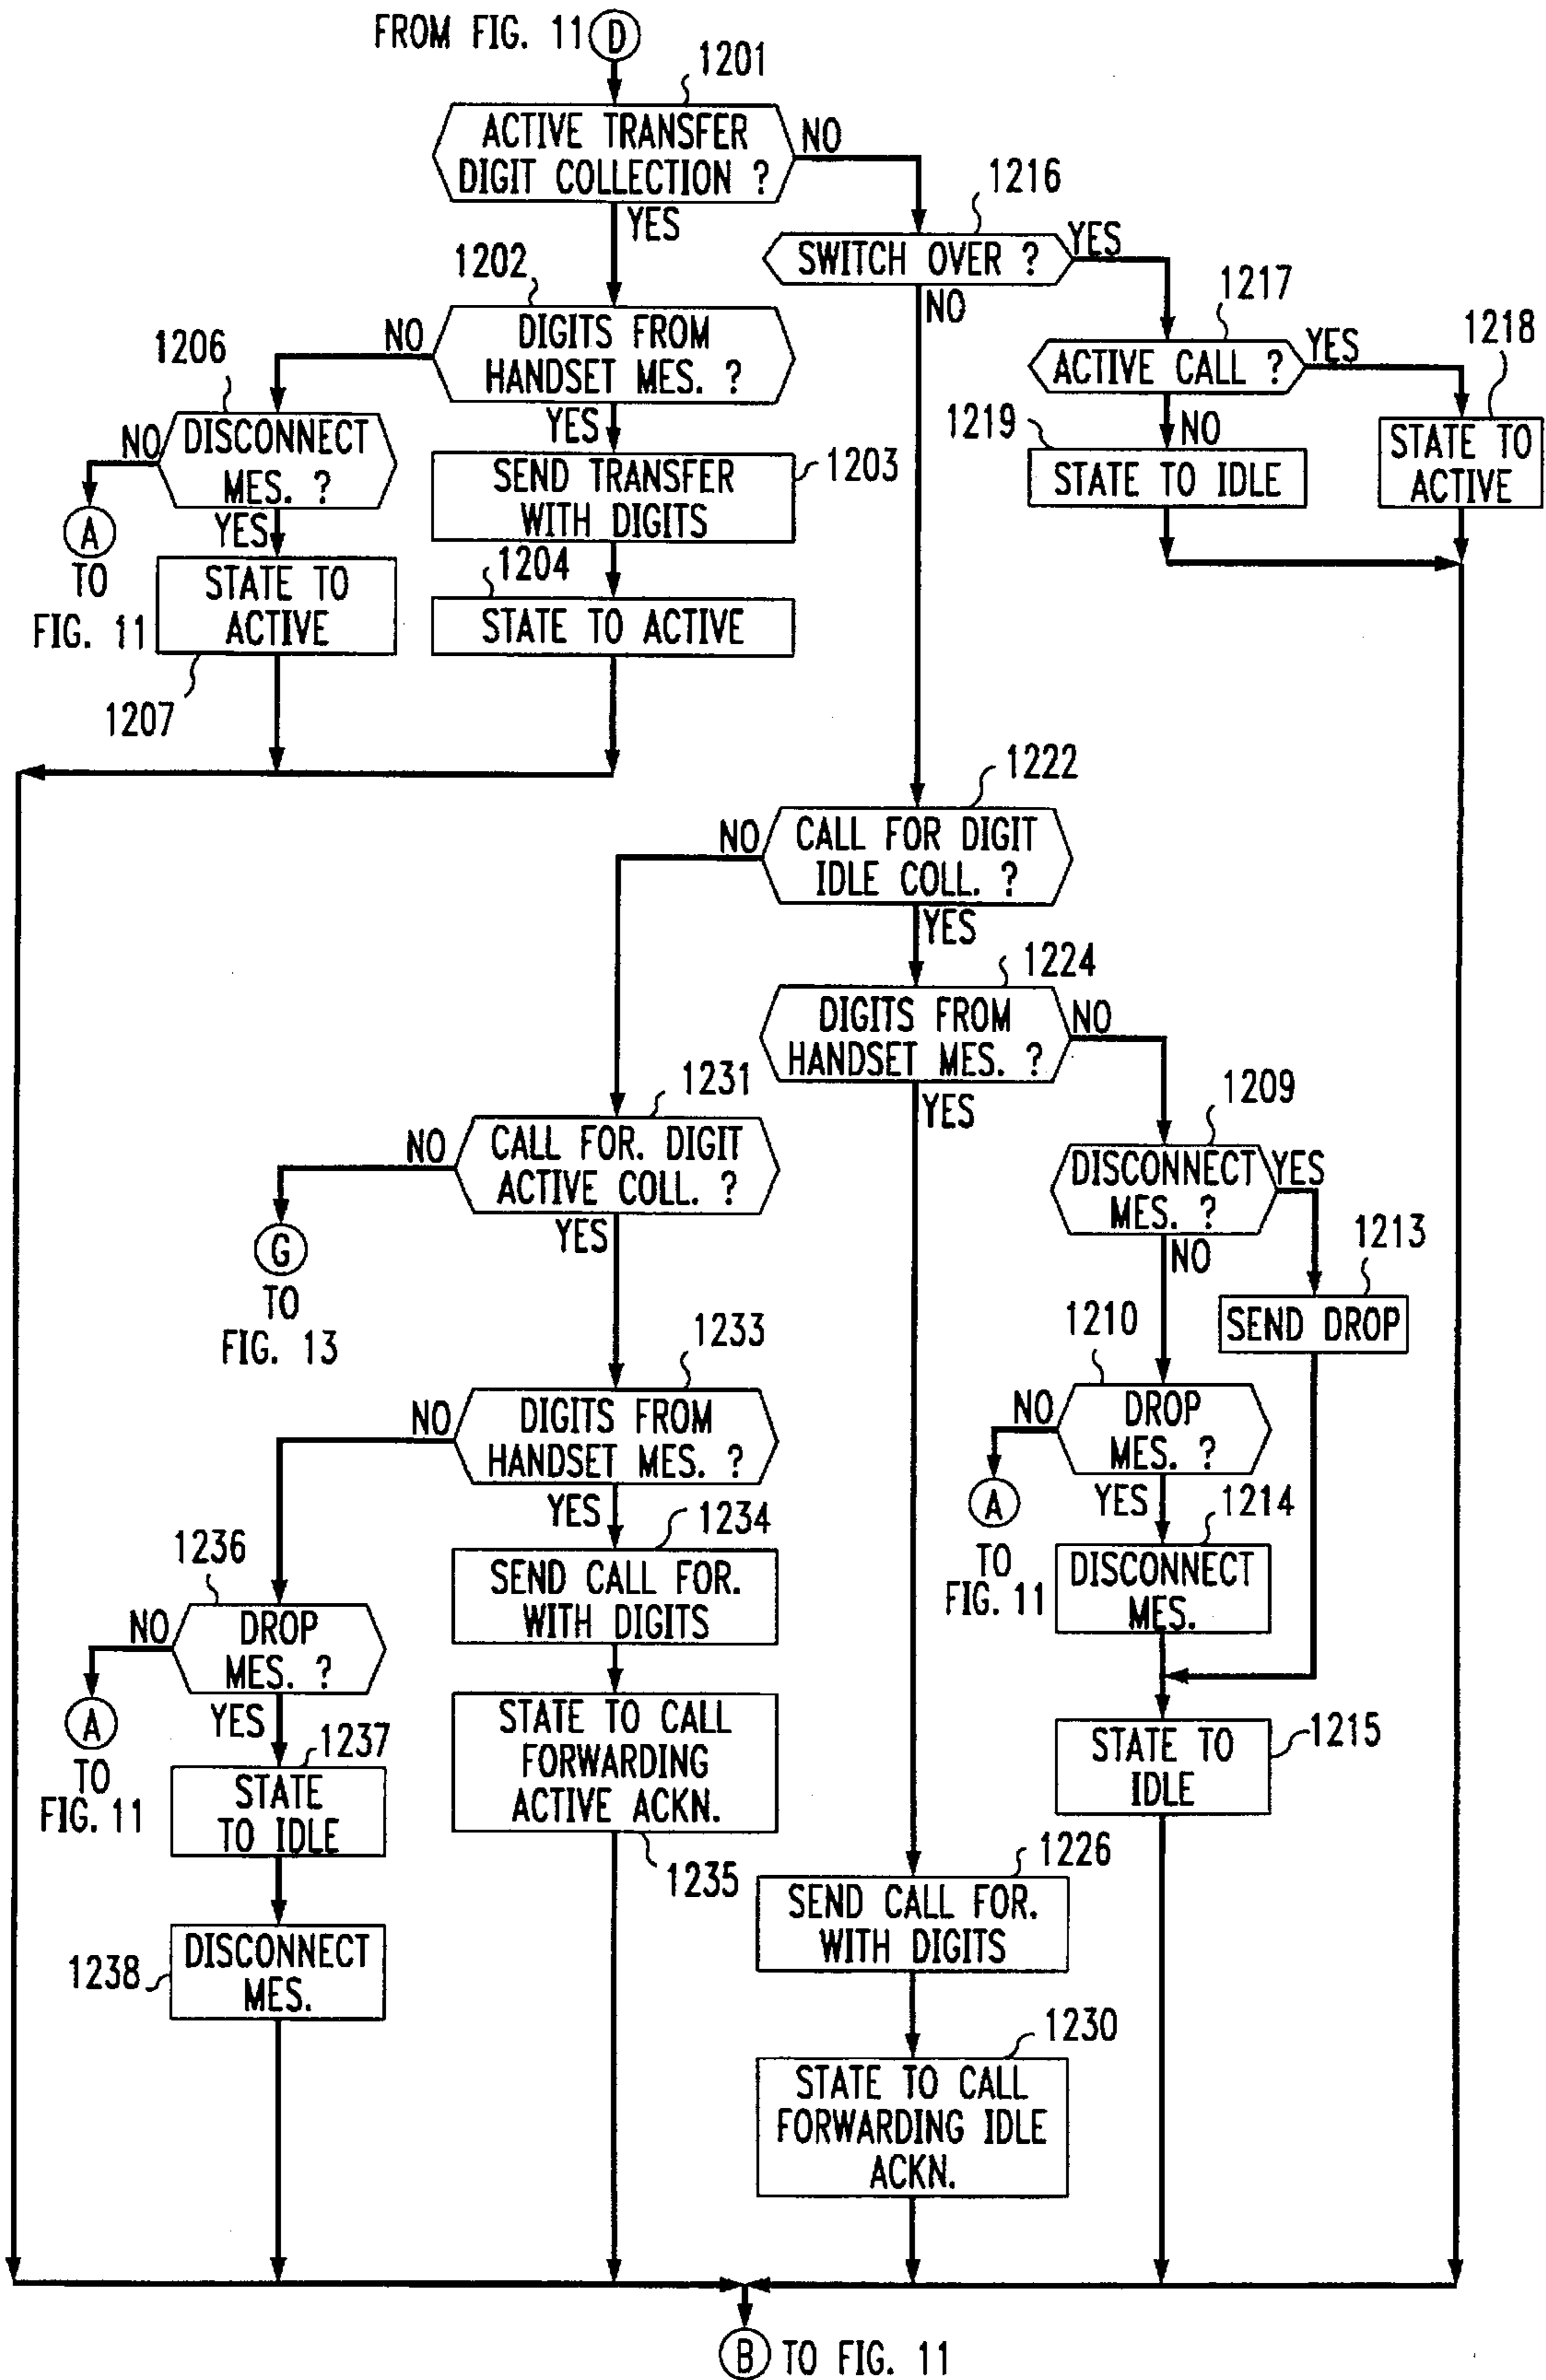 FROM FIG. 11 D
1201
ACTIVE TRANSFER
DIGIT COLLECTION ?
NO
YES
1216
SWITCH OVER ?
YES
NO
1202
DIGITS FROM
HANDSET MES. ?
NO
YES
1217
ACTIVE CALL ?
YES
NO
1218
STATE TO
ACTIVE
1219
STATE TO IDLE
1206
DISCONNECT
MES. ?
NO
YES
A
TO
FIG. 11
1203
SEND TRANSFER
WITH DIGITS
1204
STATE TO ACTIVE
STATE TO
ACTIVE
1207
1222
CALL FOR DIGIT
IDLE COLL. ?
NO
YES
1224
DIGITS FROM
HANDSET MES. ?
NO
YES
1231
CALL FOR. DIGIT
ACTIVE COLL. ?
NO
YES
G
TO
FIG. 13
1209
DISCONNECT
MES. ?
YES
NO
1213
SEND DROP
1210
DROP
MES. ?
NO
YES
A
TO
FIG. 11
1214
DISCONNECT
MES.
1233
DIGITS FROM
HANDSET MES. ?
NO
YES
1234
SEND CALL FOR.
WITH DIGITS
1236
DROP
MES. ?
NO
YES
A
TO
FIG. 11
STATE TO CALL
FORWARDING
ACTIVE ACKN.
1235
STATE TO
IDLE
1215
1237
STATE
TO IDLE
1226
SEND CALL FOR.
WITH DIGITS
1238
DISCONNECT
MES.
1230
STATE TO CALL
FORWARDING IDLE
ACKN.
B TO FIG. 11